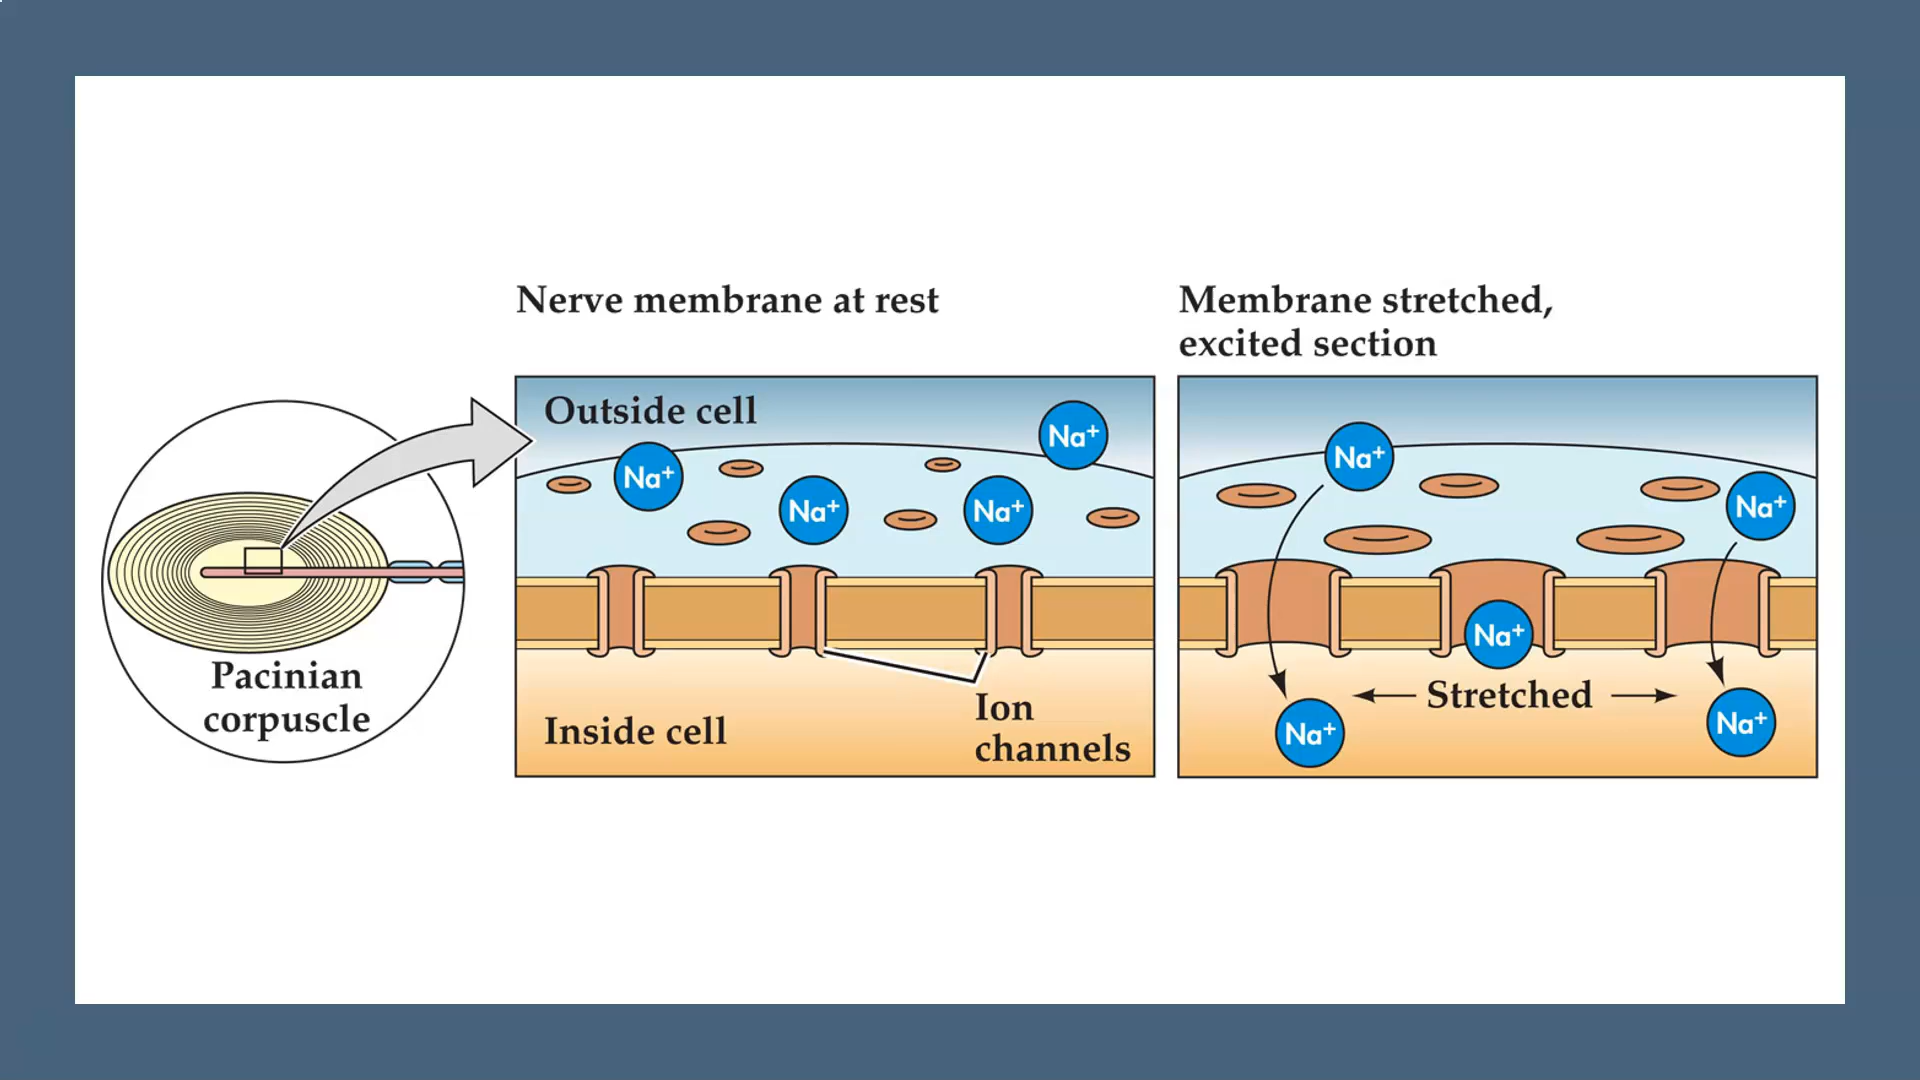 Nerve membrane at rest
Membrane stretched,
excited section
Outside cell
Na⁺
Na⁺
Na⁺
Na⁺
Na⁺
Na⁺
Na⁺
Stretched
Na⁺
Na⁺
Pacinian
corpuscle
Inside cell
Ion
channels